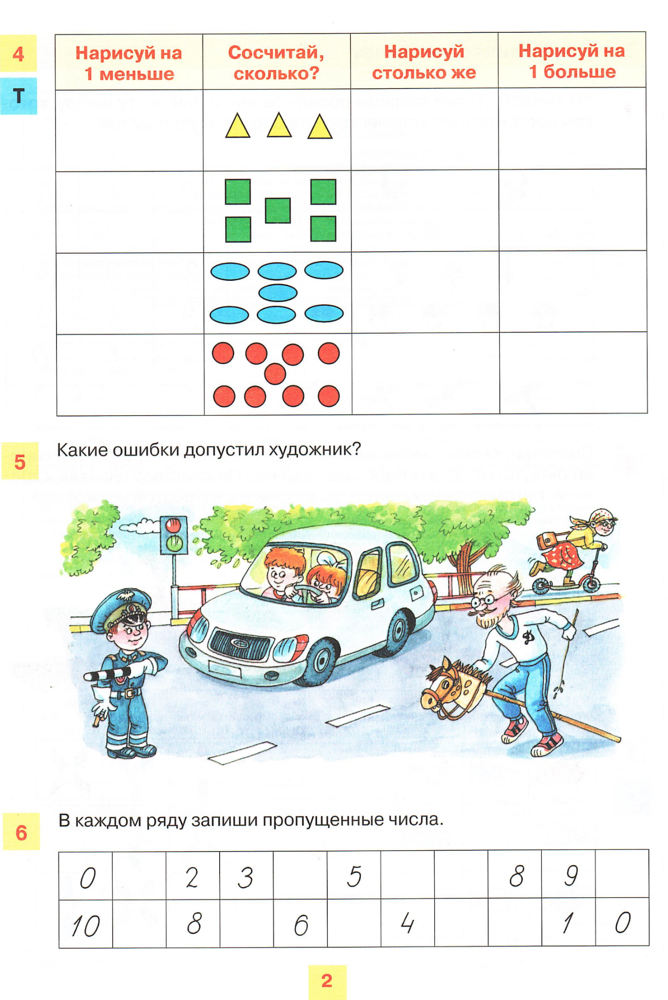 4
Т
Нарисуй на
1 меньше
Сосчитай,
сколько?
Нарисуй
столько же
Нарисуй на
1 больше
5
Какие ошибки допустил художник?
6
В каждом ряду запиши пропущенные числа.
0 2 3 5 8 9
10 8 6 4 1 0
2